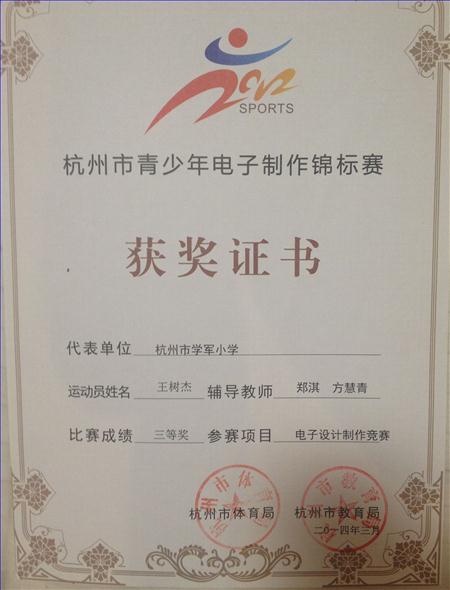 2012
SPORTS
杭州市青少年电子制作锦标赛
获奖证书
代表单位 杭州市学军小学
运动员姓名 王树杰 辅导教师 郑淇 方慧青
比赛成绩 三等奖 参赛项目 电子设计制作竞赛
杭州市体育局 杭州市教育局
二〇一四年三月